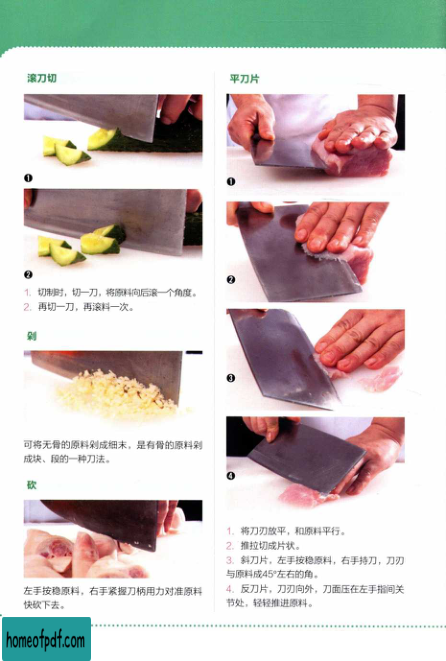 滚刀切
❶
❷
1. 切制时，切一刀，将原料向后滚一个角度。
2. 再切一刀，再滚料一次。
剁
可将无骨的原料剁成细末，是有骨的原料剁
成块、段的一种刀法。
砍
左手按稳原料，右手紧握刀柄用力对准原料
快砍下去。
平刀片
❶
❷
❸
❹
1. 将刀刃放平，和原料平行。
2. 推拉切成片状。
3. 斜刀片，左手按稳原料，右手持刀，刀刃
与原料成45°左右的角。
4. 反刀片，刀刃向外，刀面压在左手指间关
节处，轻轻推进原料。
homeofpdf.com